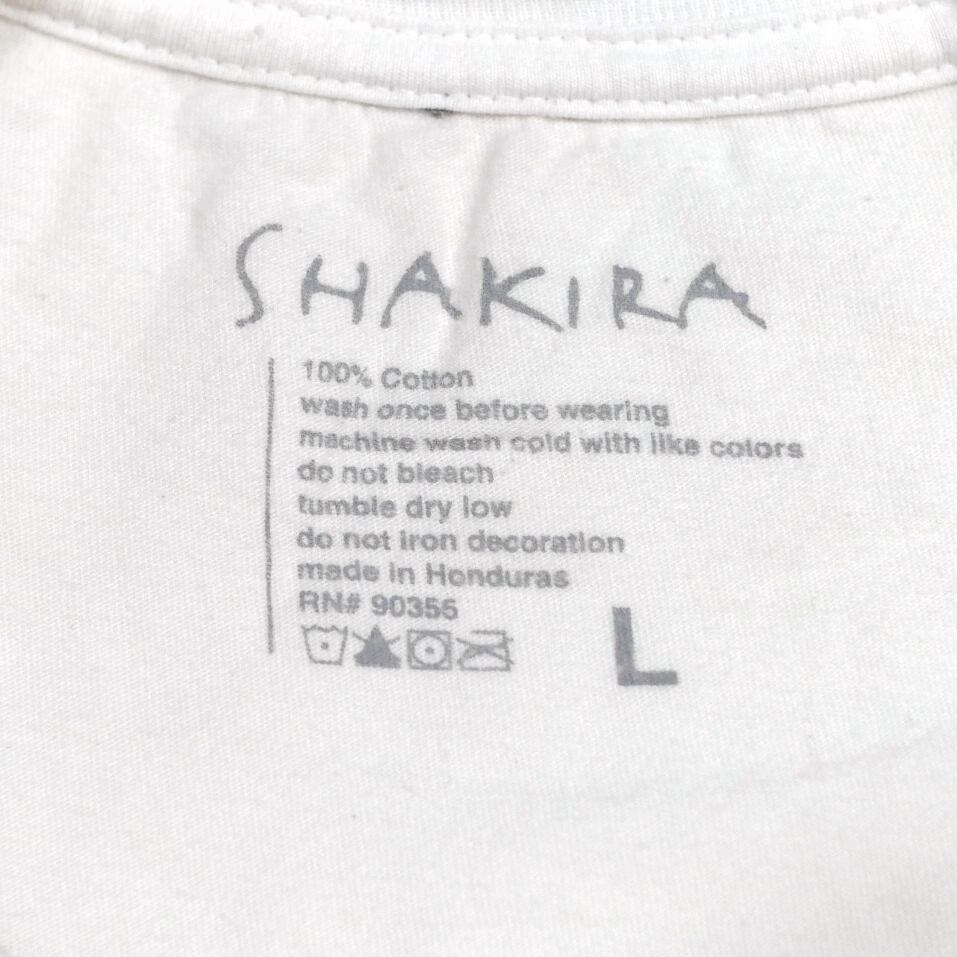 SHAKIRA
100% Cotton
wash once before wearing
machine wash cold with like colors
do not bleach
tumble dry low
do not iron decoration
made in Honduras
RN# 90355
L